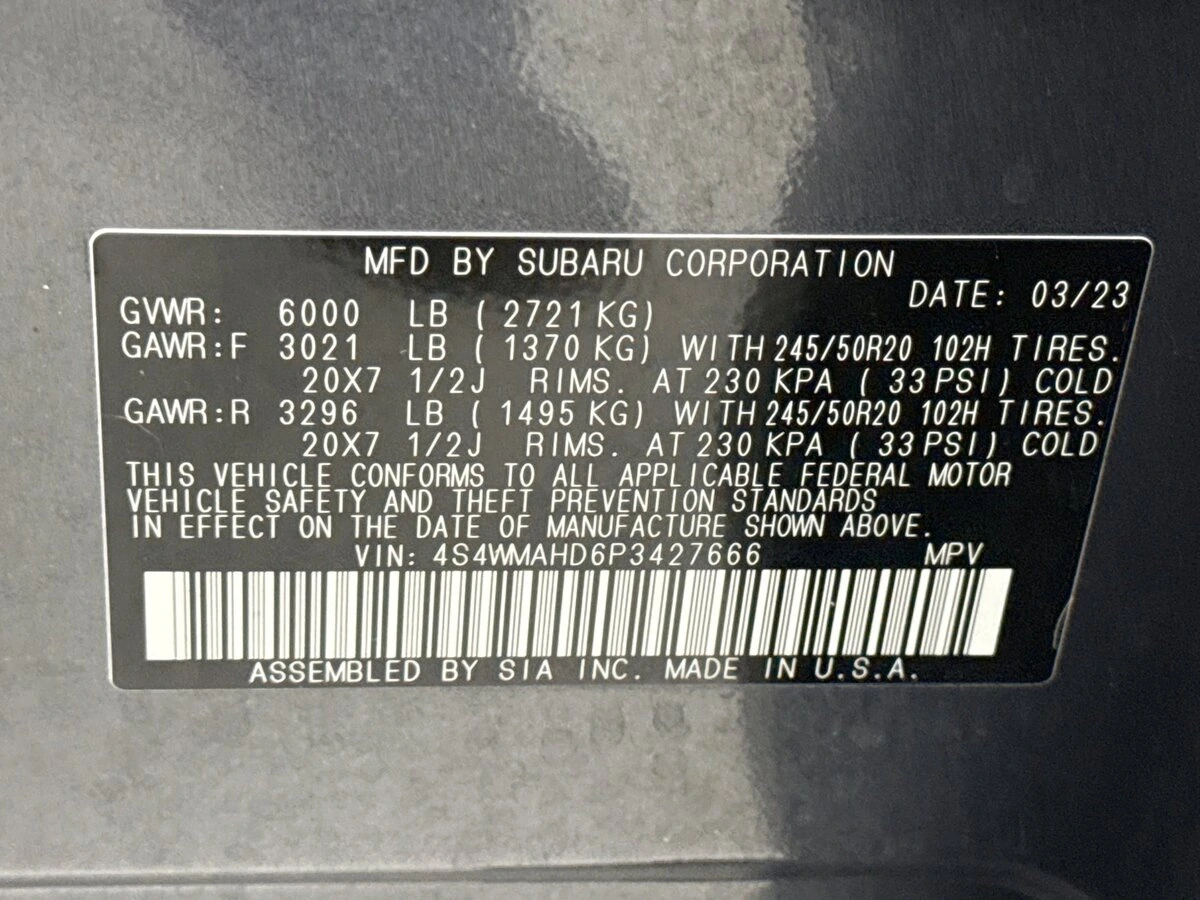 MFD BY SUBARU CORPORATION
DATE: 03/23
GVWR: 6000 LB ( 2721 KG)
GAWR:F 3021 LB ( 1370 KG) WITH 245/50R20 102H TIRES.
20X7 1/2J RIMS. AT 230 KPA ( 33 PSI) COLD
GAWR:R 3296 LB ( 1495 KG) WITH 245/50R20 102H TIRES.
20X7 1/2J RIMS. AT 230 KPA ( 33 PSI) COLD
THIS VEHICLE CONFORMS TO ALL APPLICABLE FEDERAL MOTOR
VEHICLE SAFETY AND THEFT PREVENTION STANDARDS
IN EFFECT ON THE DATE OF MANUFACTURE SHOWN ABOVE.
VIN: 4S4WMAHD6P3427666 MPV
ASSEMBLED BY SIA INC. MADE IN U.S.A.